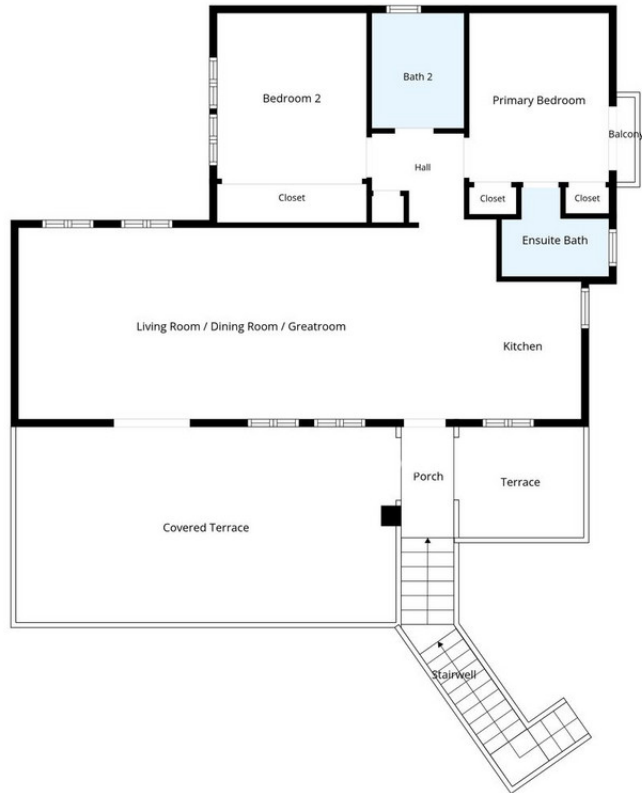 Bath 2
Bedroom 2
Primary Bedroom
Balcony
Hall
Closet
Closet
Closet
Ensuite Bath
Living Room / Dining Room / Greatroom
Kitchen
Porch
Terrace
Covered Terrace
Stairwell